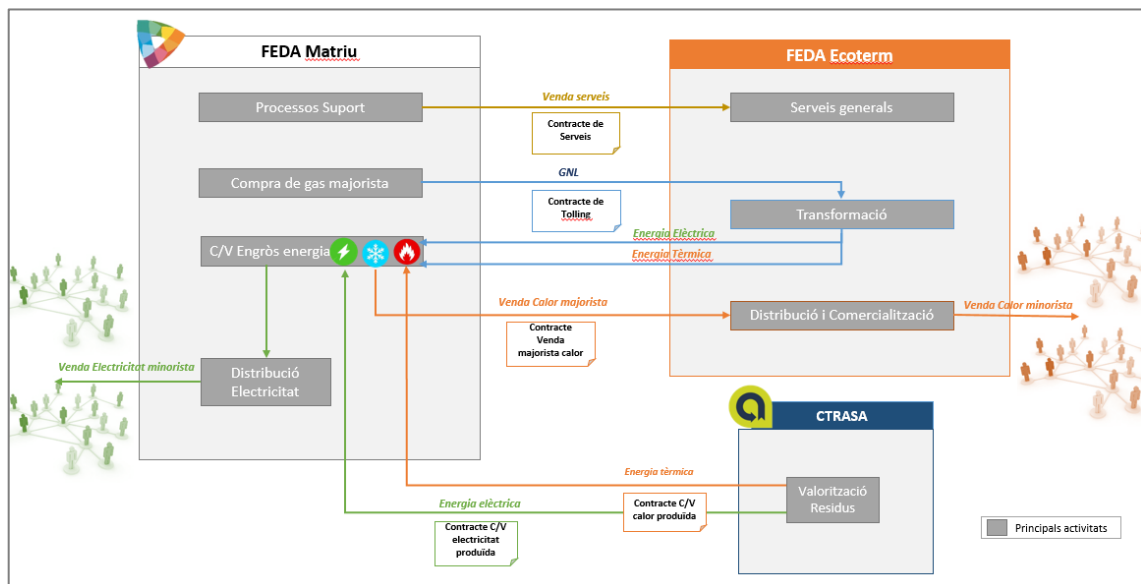 FEDA Matriu
FEDA Ecoterm
Processos Suport
Venda serveis
Serveis generals
Contracte de
Serveis
Compra de gas majorista
GNL
Contracte de
Tolling
Transformació
Energia Elèctrica
C/V Engròs energia
Energia Tèrmica
Venda Calor majorista
Distribució i Comercialització
Venda Calor minorista
Contracte
Venda
majorista calor
Venda Electricitat minorista
Distribució
Electricitat
CTRASA
Energia tèrmica
Valorització
Residus
Energia elèctrica
Contracte C/V
calor produïda
Contracte C/V
electricitat
produïda
Principals activitats